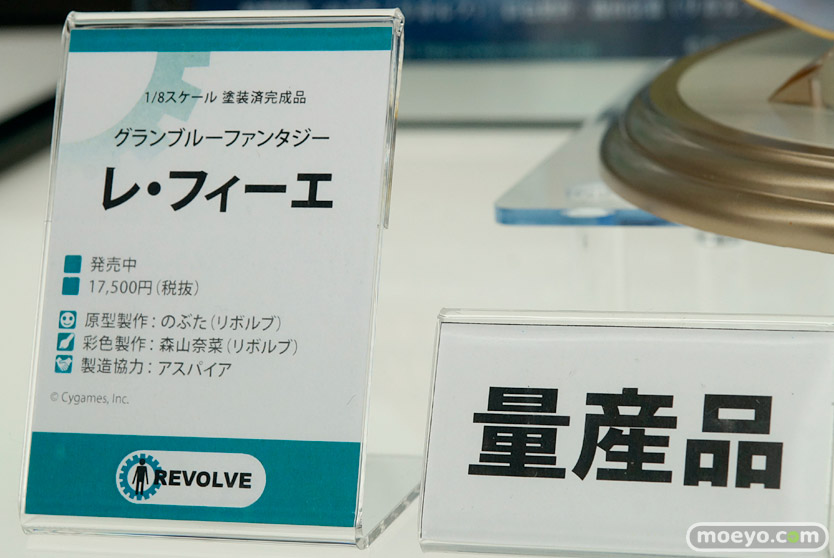 1/8スケール 塗装済完成品
グランブルーファンタジー
レ・フィーエ
発売中
17,500円(税抜)
原型製作：のぶた(リボルブ)
彩色製作：森山奈菜(リボルブ)
製造協力：アスパイア
© Cygames, Inc.
REVOLVE
量産品
moeyo.com